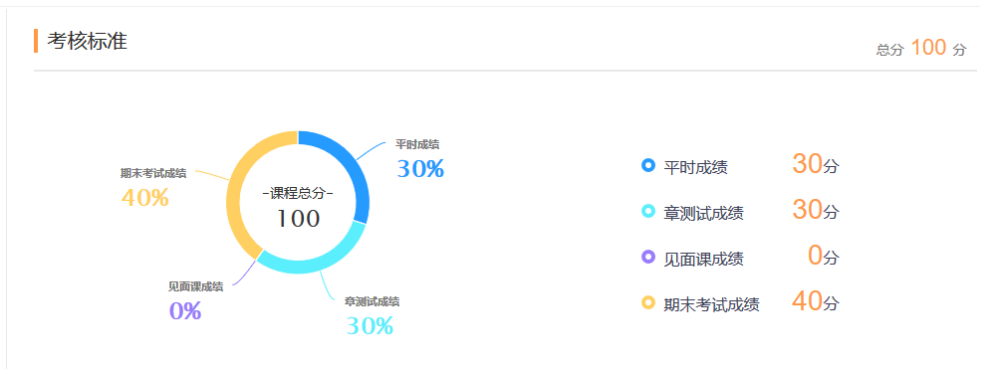 考核标准
总分 100 分
平时成绩
30%
期末考试成绩
40%
-课程总分-
100
见面课成绩
0%
章测试成绩
30%
平时成绩 30分
章测试成绩 30分
见面课成绩 0分
期末考试成绩 40分